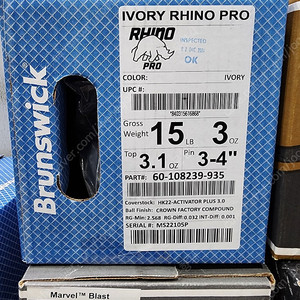 IVORY RHINO PRO
RHINO
PRO
INSPECTED
OK
COLOR: IVORY
UPC #:
Gross Weight 15 LB 3 OZ
Top 3.1 OZ Pin 3-4"
PART#: 60-108239-935
Coverstock: HK22-ACTIVATOR PLUS 3.0
Ball Finish: CROWN FACTORY COMPOUND
RG-Min: 2.568 RG-Diff: 0.032 INT-Diff: 0.001
SERIAL#: MS2210SP
Brunswick
Marvel™ Blast